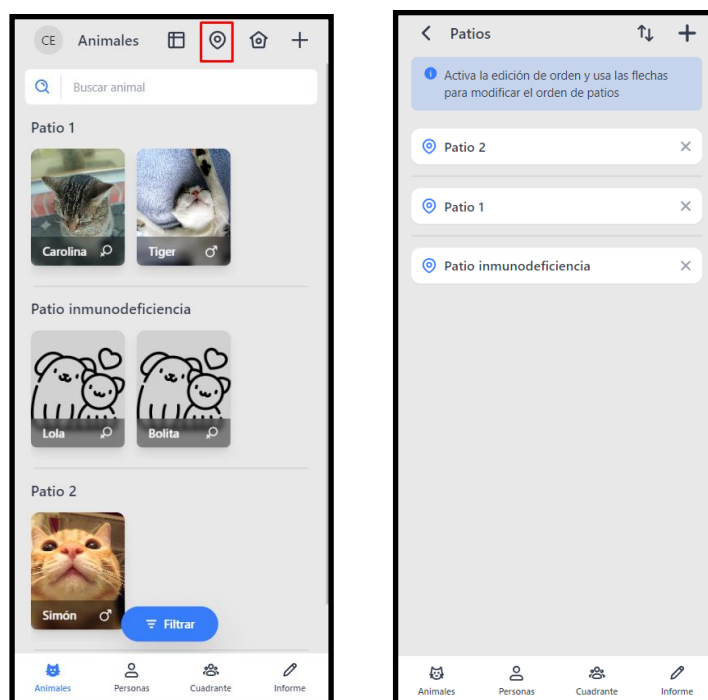 CE Animales
Buscar animal
Patio 1
Carolina
Tiger
Patio inmunodeficiencia
Lola
Bolita
Patio 2
Simón
Filtrar
Animales Personas Cuadrante Informe
Patios
Activa la edición de orden y usa las flechas
para modificar el orden de patios
Patio 2
Patio 1
Patio inmunodeficiencia
Animales Personas Cuadrante Informe